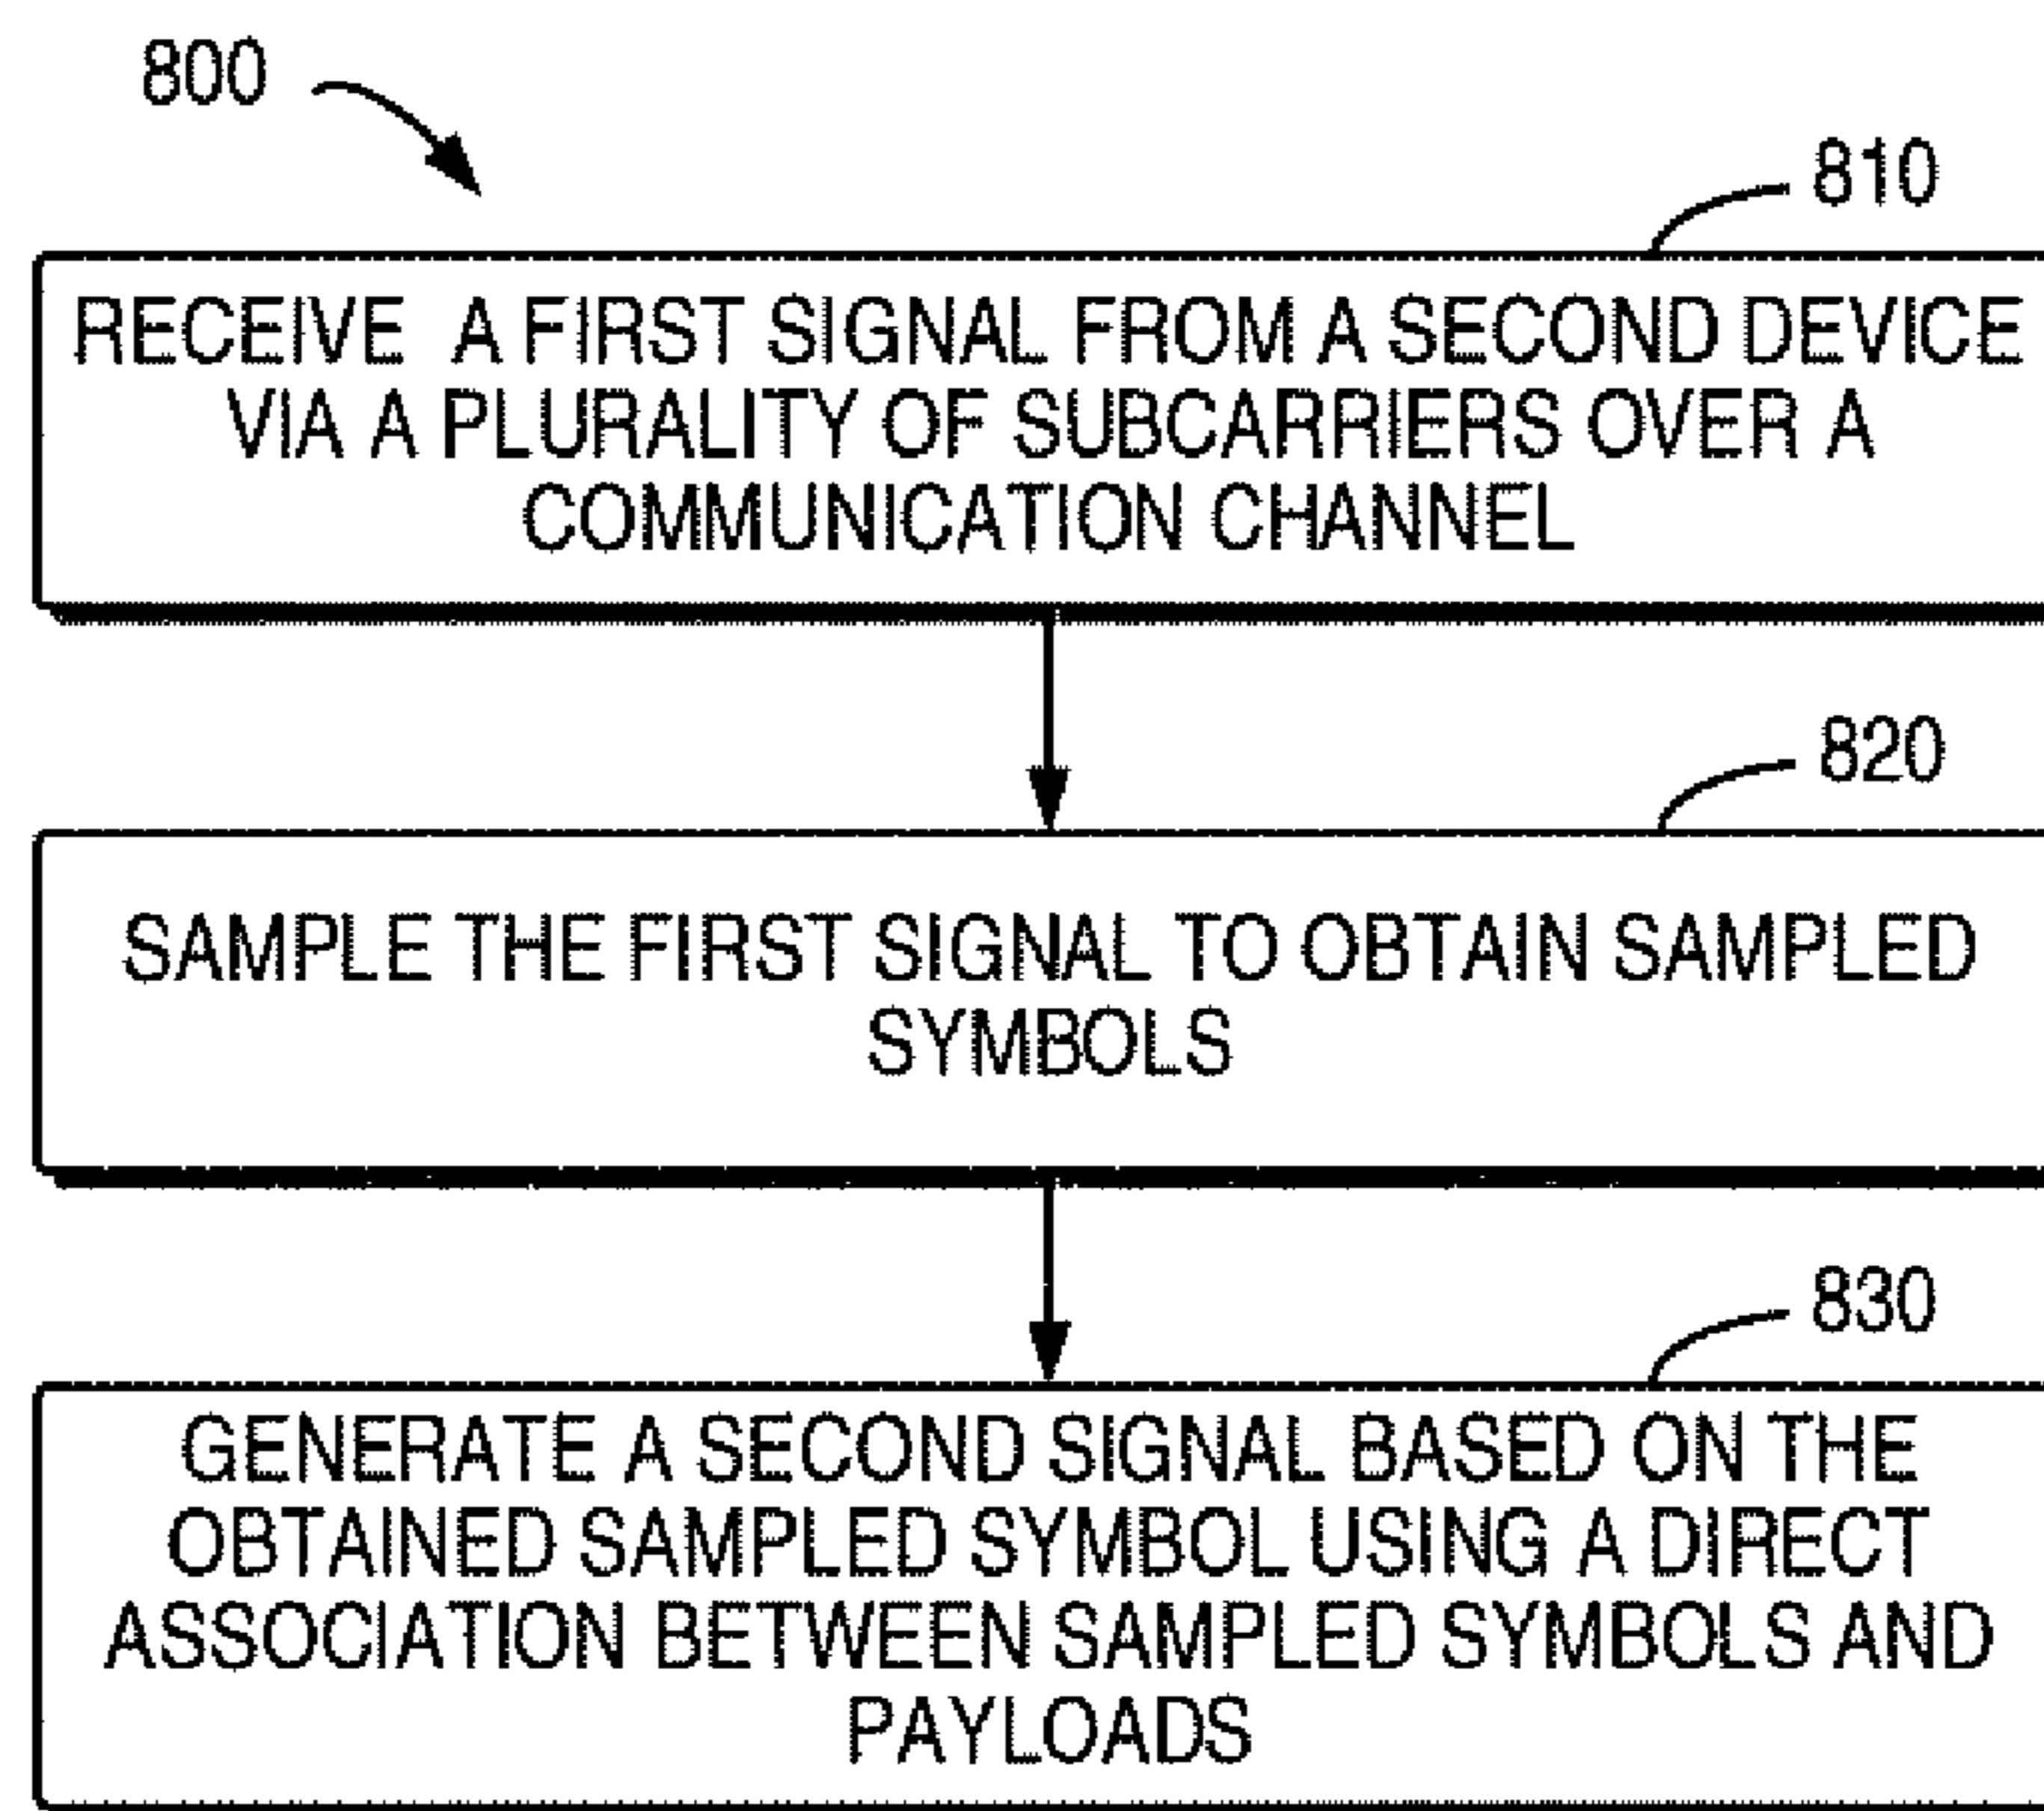 800
810
RECEIVE A FIRST SIGNAL FROM A SECOND DEVICE
VIA A PLURALITY OF SUBCARRIERS OVER A
COMMUNICATION CHANNEL
820
SAMPLE THE FIRST SIGNAL TO OBTAIN SAMPLED
SYMBOLS
830
GENERATE A SECOND SIGNAL BASED ON THE
OBTAINED SAMPLED SYMBOL USING A DIRECT
ASSOCIATION BETWEEN SAMPLED SYMBOLS AND
PAYLOADS